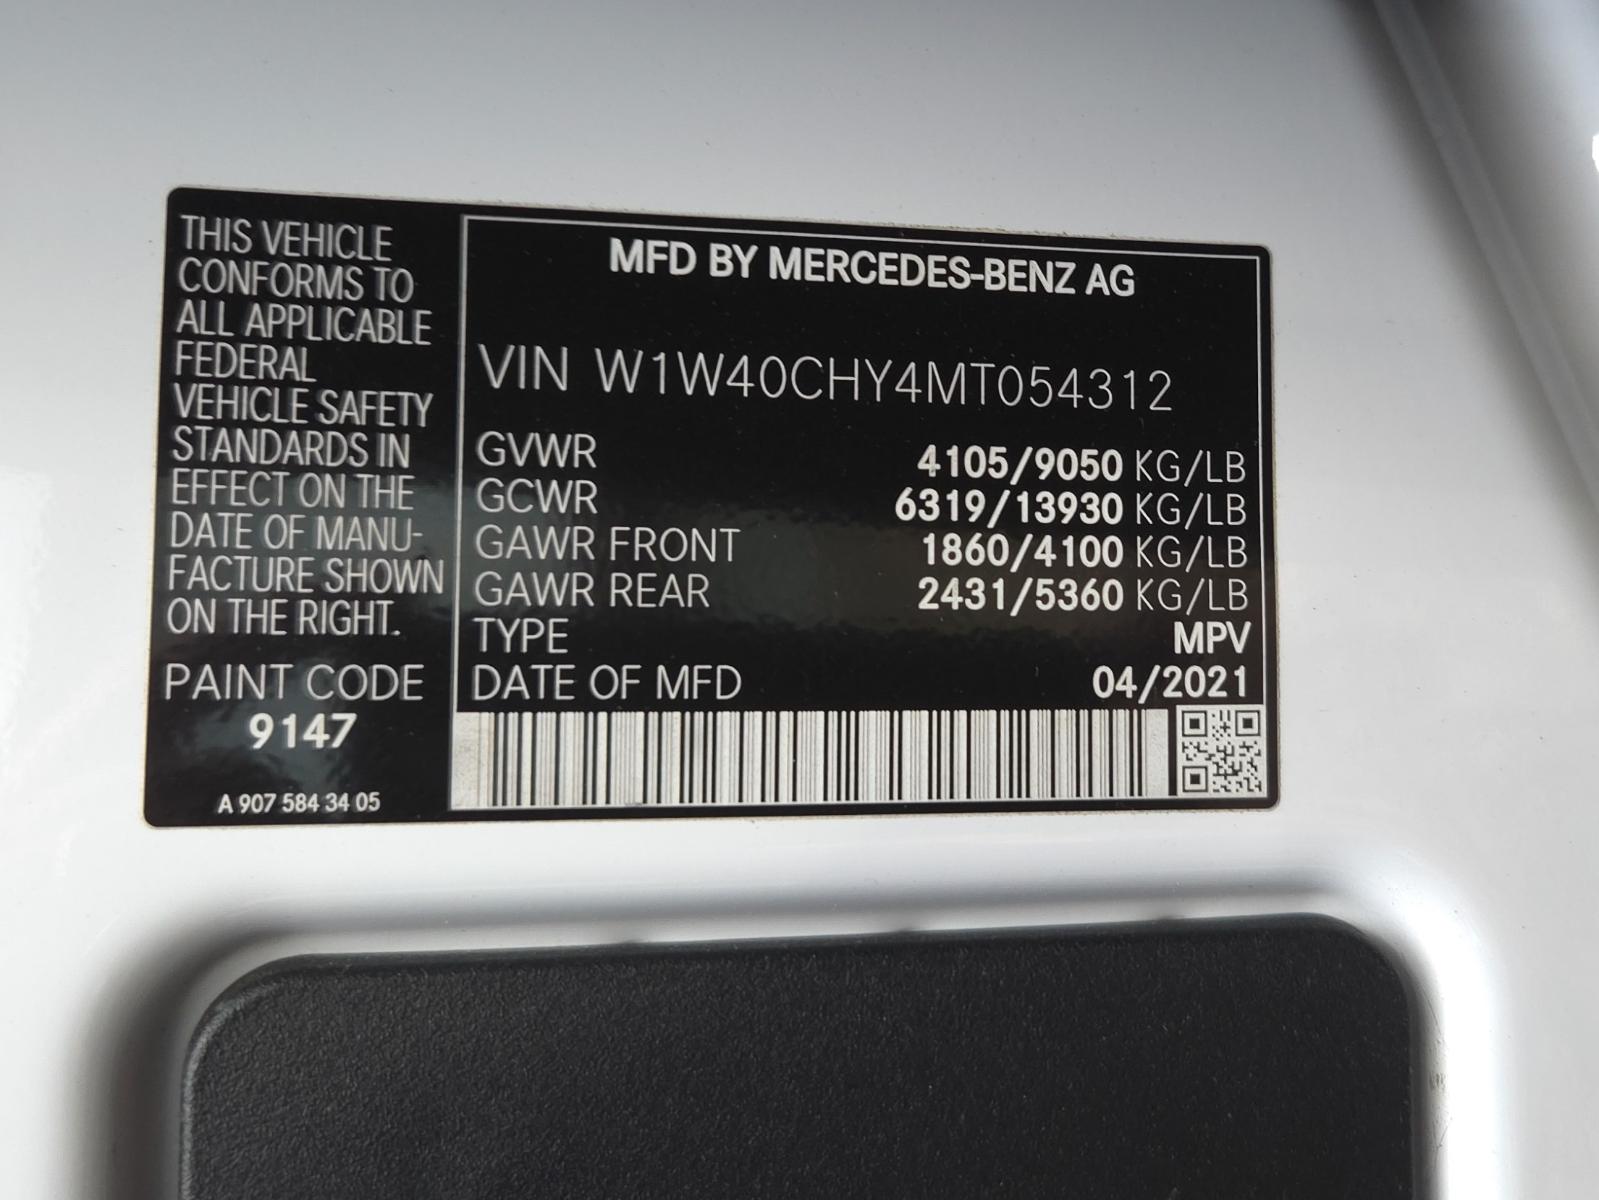 THIS VEHICLE
CONFORMS TO
ALL APPLICABLE
FEDERAL
VEHICLE SAFETY
STANDARDS IN
EFFECT ON THE
DATE OF MANU-
FACTURE SHOWN
ON THE RIGHT.
PAINT CODE
9147
A 907 584 34 05
MFD BY MERCEDES-BENZ AG
VIN W1W40CHY4MT054312
GVWR 4105/9050 KG/LB
GCWR 6319/13930 KG/LB
GAWR FRONT 1860/4100 KG/LB
GAWR REAR 2431/5360 KG/LB
TYPE MPV
DATE OF MFD 04/2021